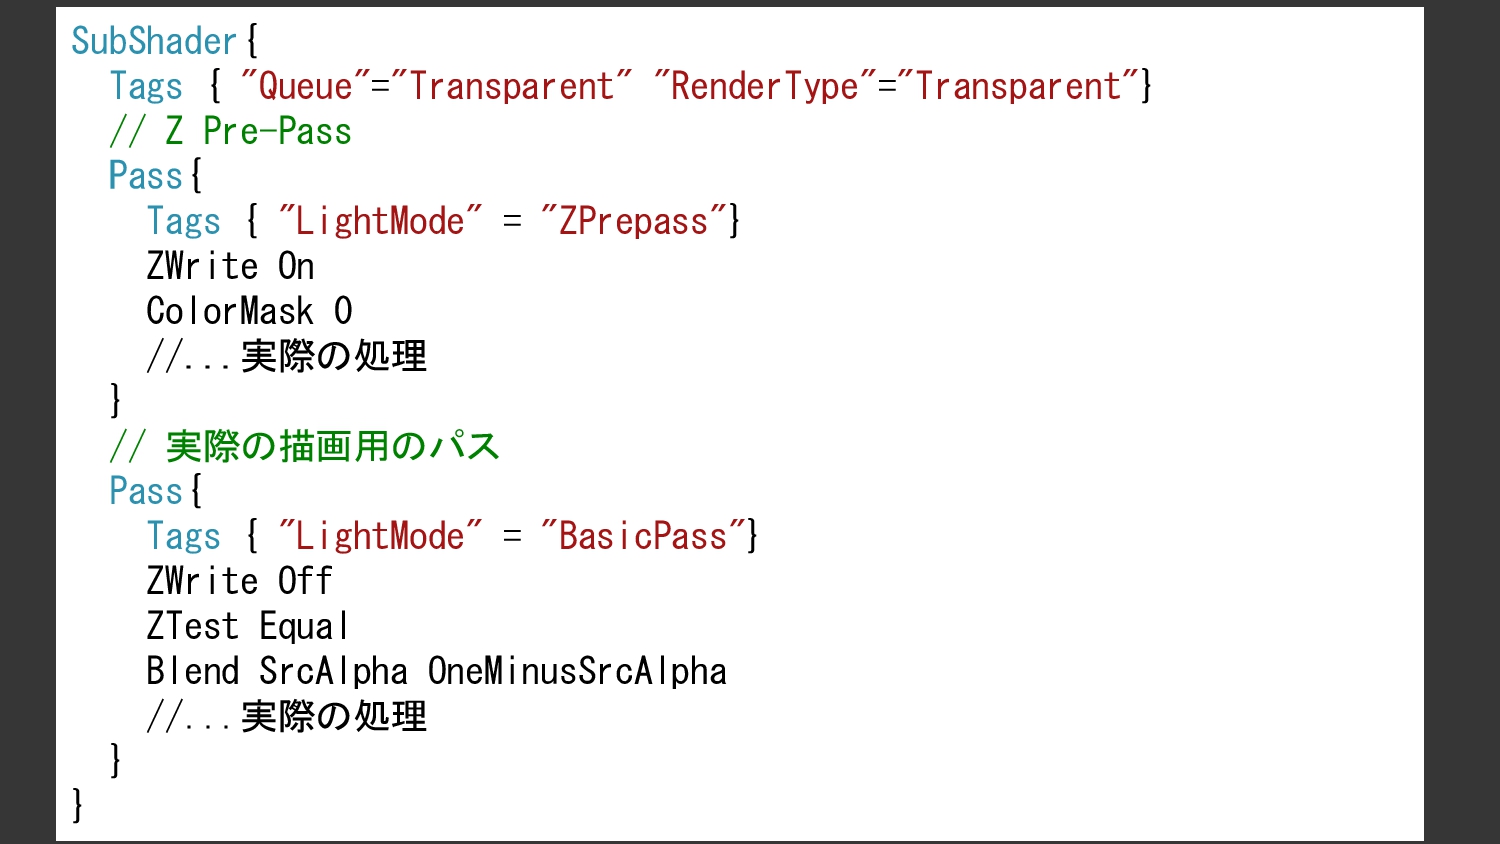 SubShader{
Tags { "Queue"="Transparent" "RenderType"="Transparent"}
// Z Pre-Pass
Pass{
Tags { "LightMode" = "ZPrepass"}
ZWrite On
ColorMask 0
//...実際の処理
}
// 実際の描画用のパス
Pass{
Tags { "LightMode" = "BasicPass"}
ZWrite Off
ZTest Equal
Blend SrcAlpha OneMinusSrcAlpha
//...実際の処理
}
}